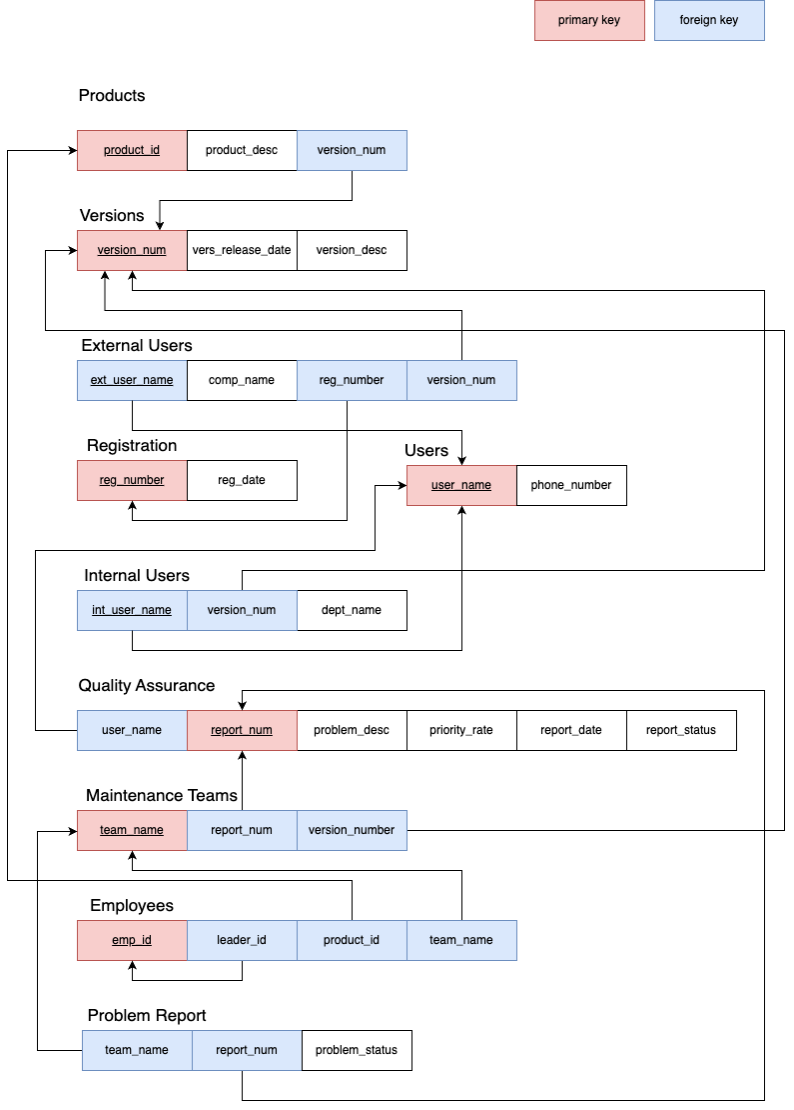 primary key
foreign key
Products
product_id
product_desc
version_num
Versions
version_num
vers_release_date
version_desc
External Users
ext_user_name
comp_name
reg_number
version_num
Registration
reg_number
reg_date
Users
user_name
phone_number
Internal Users
int_user_name
version_num
dept_name
Quality Assurance
user_name
report_num
problem_desc
priority_rate
report_date
report_status
Maintenance Teams
team_name
report_num
version_number
Employees
emp_id
leader_id
product_id
team_name
Problem Report
team_name
report_num
problem_status